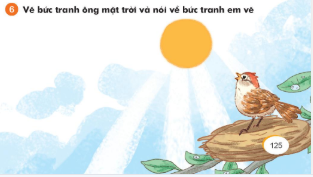 6 Vẽ bức tranh ông mặt trời và nói về bức tranh em vẽ
125